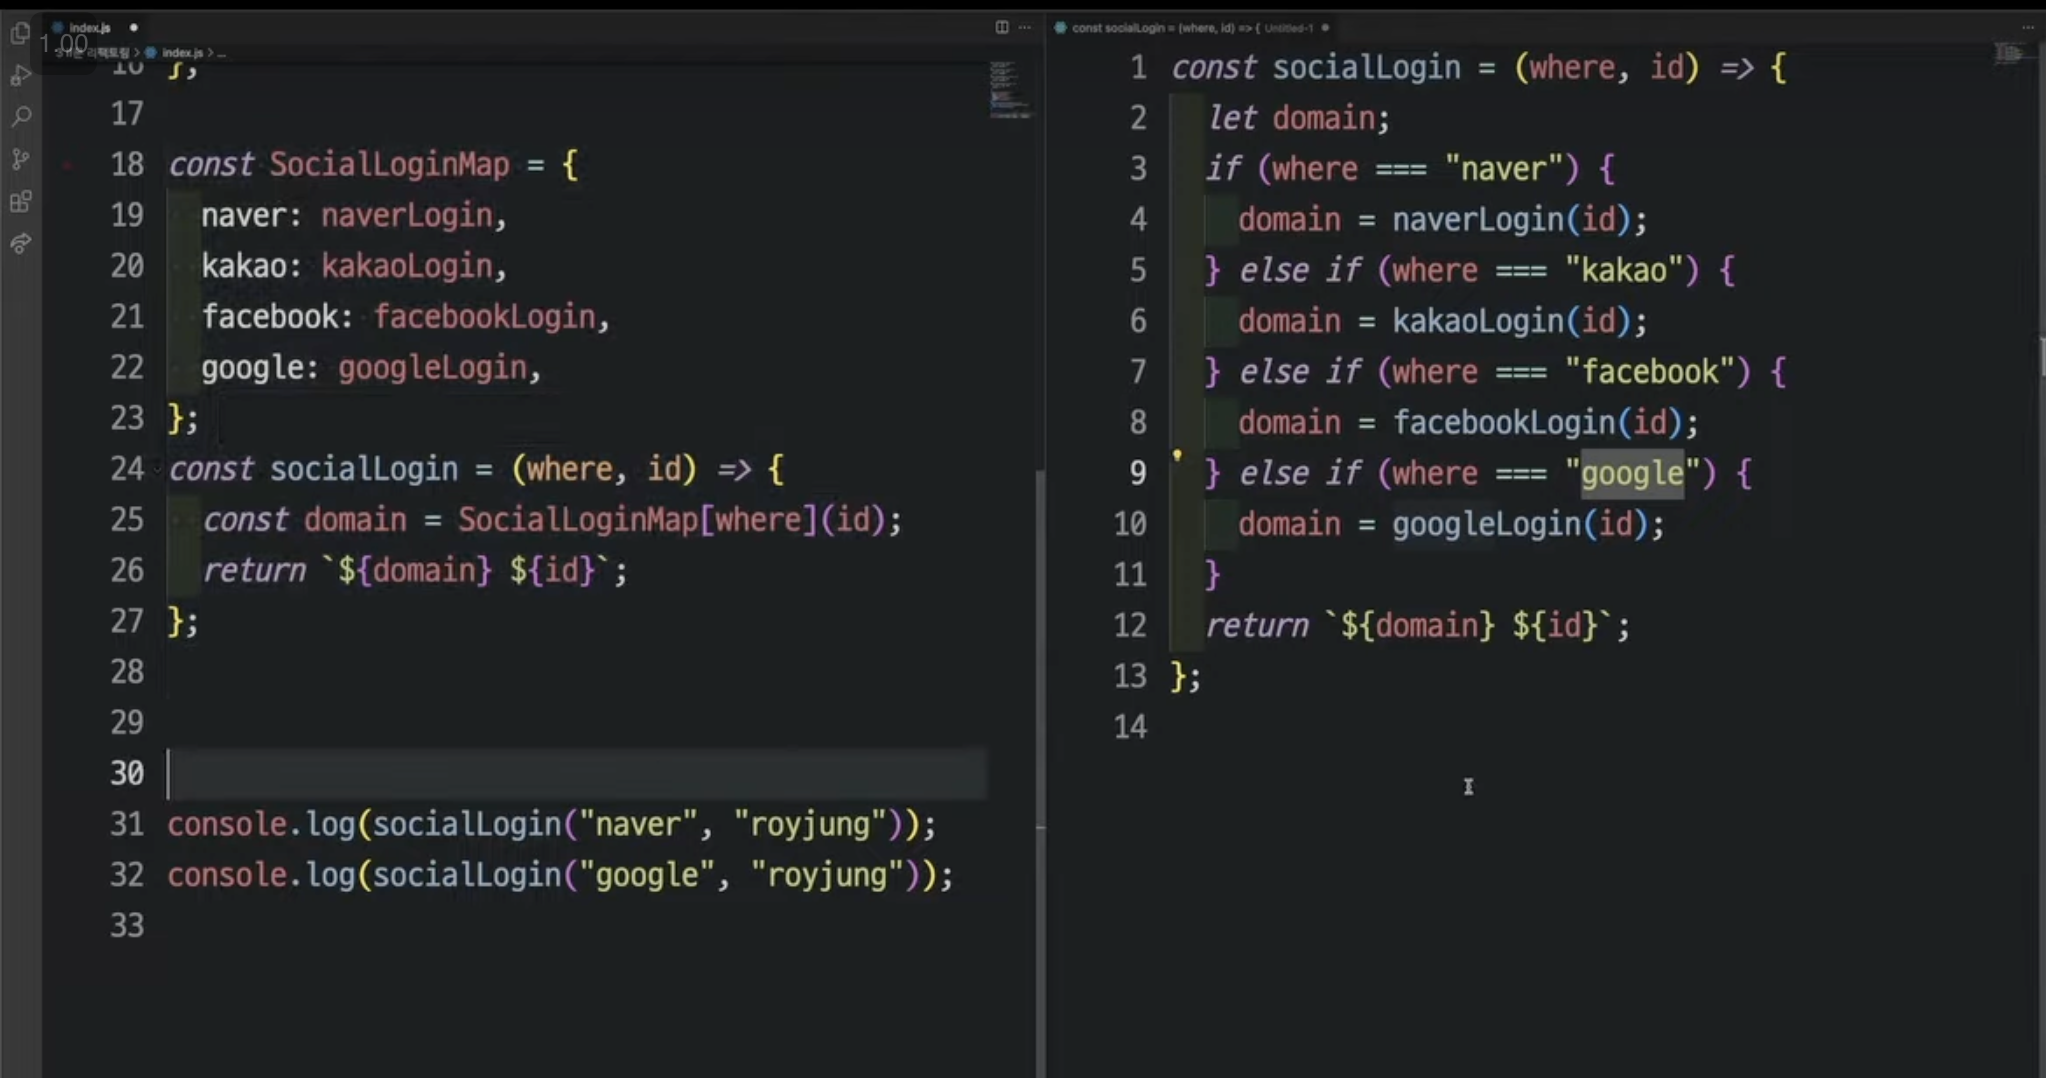 index.js
1.00
리팩토링 > index.js > ...
16 };
17
18 const SocialLoginMap = {
19 naver: naverLogin,
20 kakao: kakaoLogin,
21 facebook: facebookLogin,
22 google: googleLogin,
23 };
24 const socialLogin = (where, id) => {
25 const domain = SocialLoginMap[where](id);
26 return `${domain} ${id}`;
27 };
28
29
30
31 console.log(socialLogin("naver", "royjung"));
32 console.log(socialLogin("google", "royjung"));
33
const socialLogin = (where, id) => { Untitled-1
1 const socialLogin = (where, id) => {
2 let domain;
3 if (where === "naver") {
4 domain = naverLogin(id);
5 } else if (where === "kakao") {
6 domain = kakaoLogin(id);
7 } else if (where === "facebook") {
8 domain = facebookLogin(id);
9 } else if (where === "google") {
10 domain = googleLogin(id);
11 }
12 return `${domain} ${id}`;
13 };
14